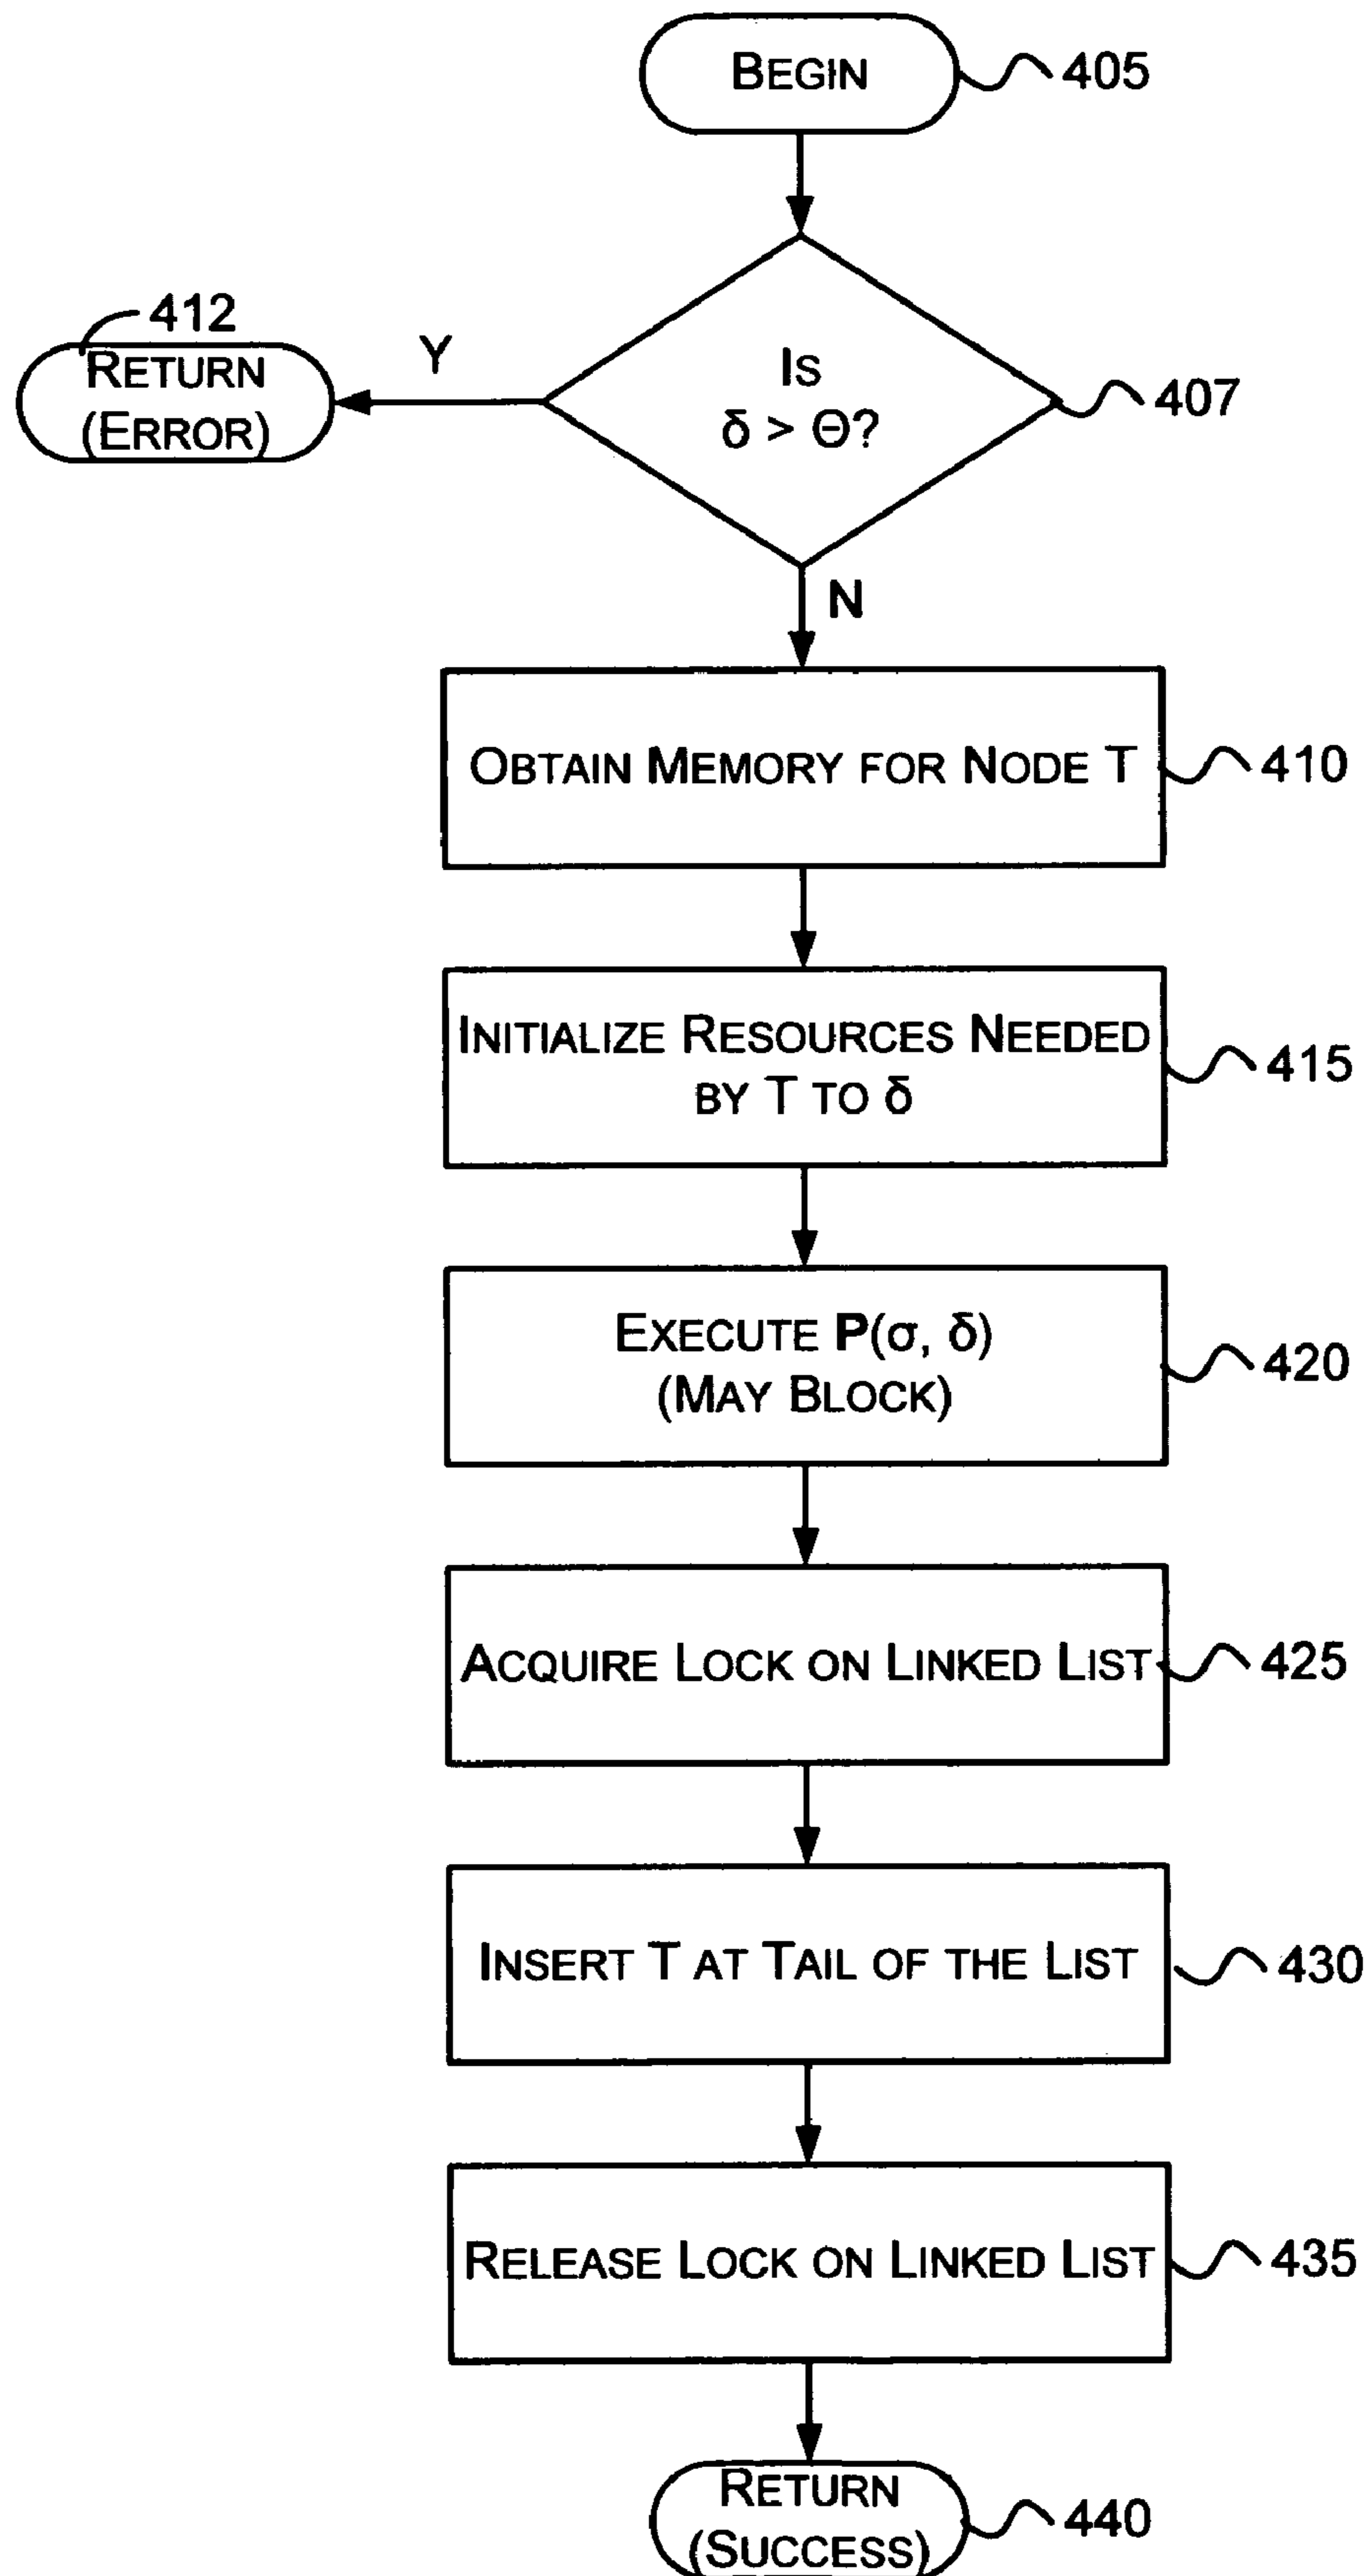 BEGIN
405
412
RETURN
(ERROR)
Y
IS
δ > Θ?
407
N
OBTAIN MEMORY FOR NODE T
410
INITIALIZE RESOURCES NEEDED
BY T TO δ
415
EXECUTE P(σ, δ)
(MAY BLOCK)
420
ACQUIRE LOCK ON LINKED LIST
425
INSERT T AT TAIL OF THE LIST
430
RELEASE LOCK ON LINKED LIST
435
RETURN
(SUCCESS)
440